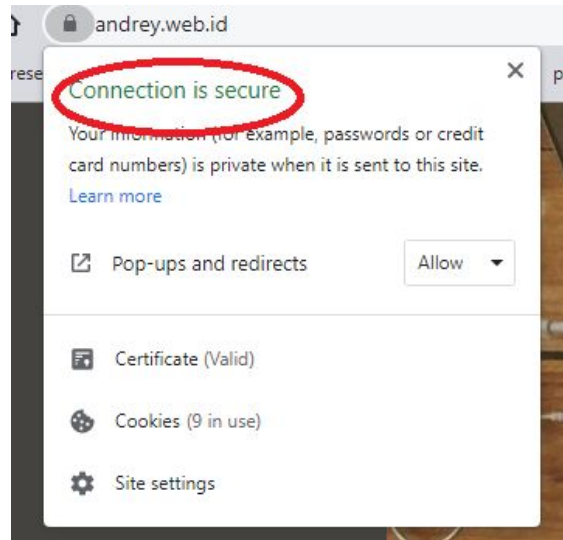 andrey.web.id
rese
p
Connection is secure
Your information (for example, passwords or credit
card numbers) is private when it is sent to this site.
Learn more
Pop-ups and redirects
Allow
Certificate (Valid)
Cookies (9 in use)
Site settings